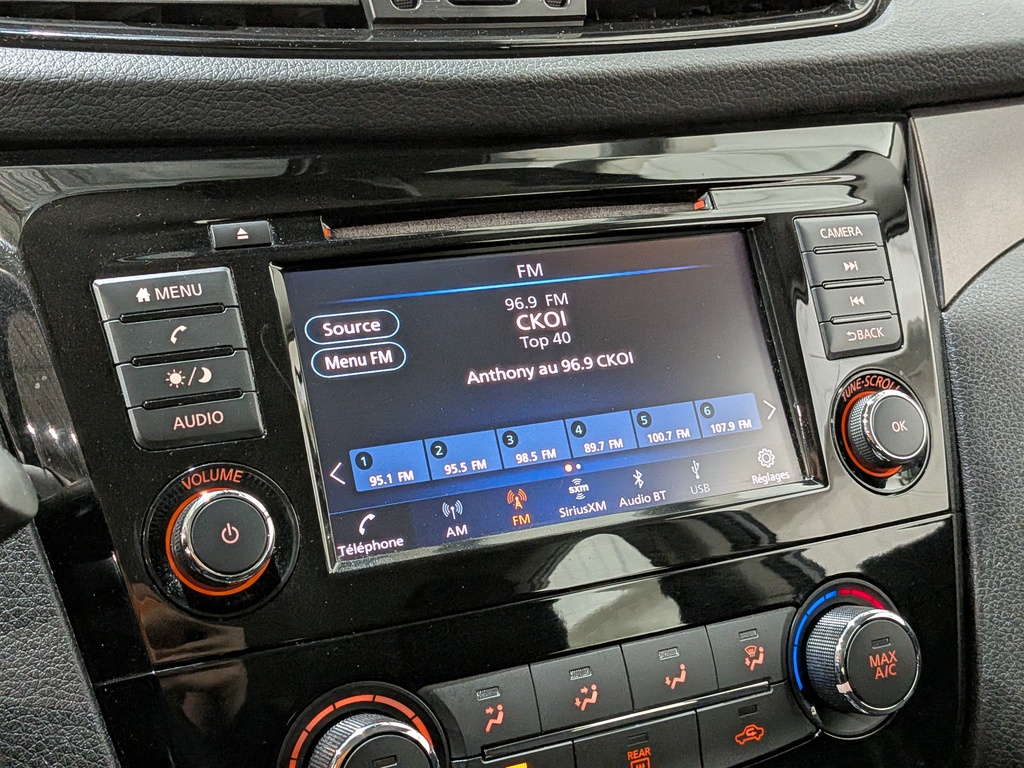 CAMERA
MENU
BACK
AUDIO
FM
96.9 FM
CKOI
Top 40
Anthony au 96.9 CKOI
Source
Menu FM
1
95.1 FM
2
95.5 FM
3
98.5 FM
4
89.7 FM
5
100.7 FM
6
107.9 FM
Téléphone
AM
FM
sxm
SiriusXM
Audio BT
USB
Réglages
TUNE·SCROLL
OK
VOLUME
MAX
A/C
REAR